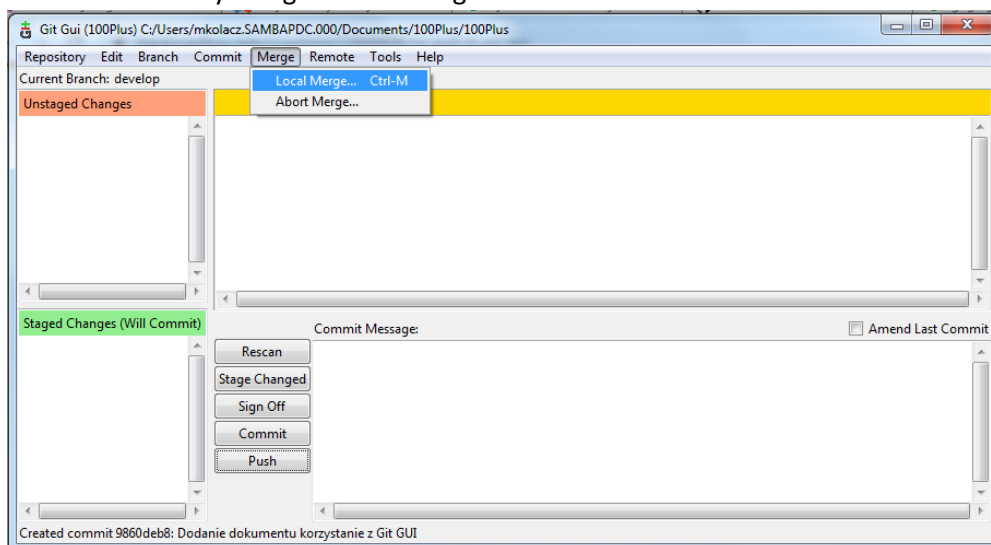 Git Gui (100Plus) C:/Users/mkolacz.SAMBAPDC.000/Documents/100Plus/100Plus
Repository Edit Branch Commit Merge Remote Tools Help
Current Branch: develop
Local Merge... Ctrl-M
Abort Merge...
Unstaged Changes
Staged Changes (Will Commit)
Commit Message:
Amend Last Commit
Rescan
Stage Changed
Sign Off
Commit
Push
Created commit 9860deb8: Dodanie dokumentu korzystanie z Git GUI